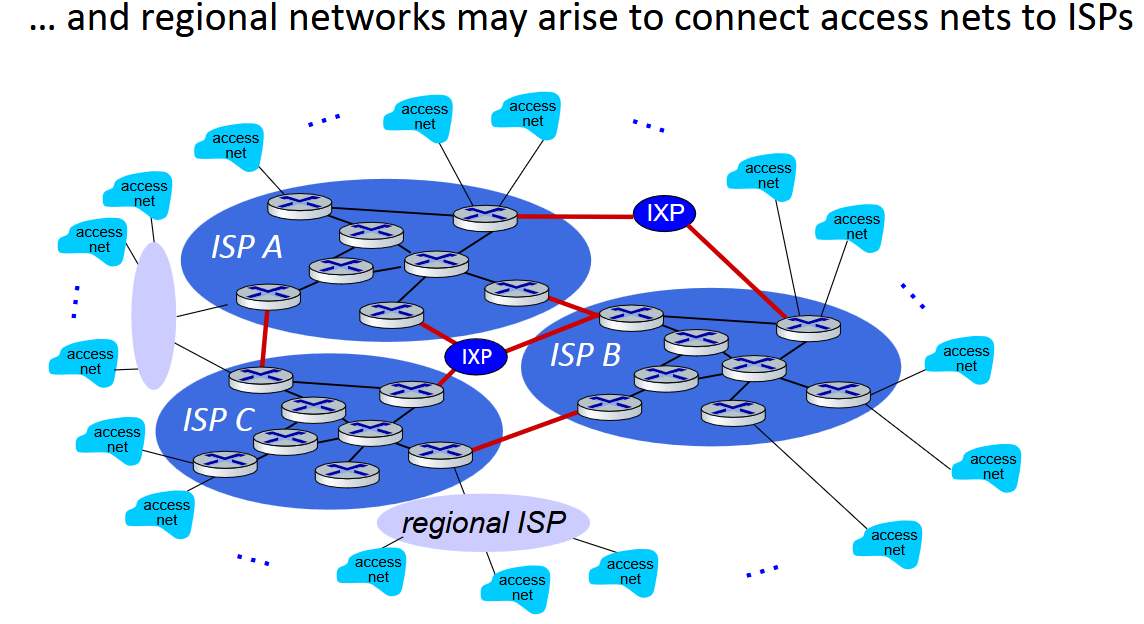 … and regional networks may arise to connect access nets to ISPs
access
net
access
net
access
net
access
net
access
net
access
net
access
net
IXP
ISP A
access
net
IXP
ISP B
access
net
access
net
ISP C
access
net
access
net
access
net
regional ISP
access
net
access
net
access
net
access
net